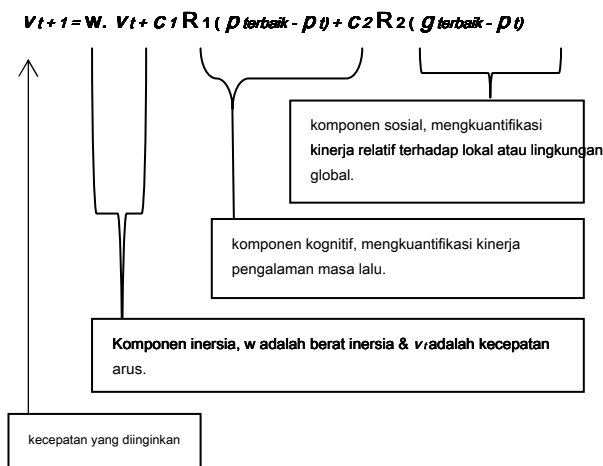 Vt + 1 = W. Vt + C1 R1 ( p terbaik - pt) + C2 R2 ( g terbaik - pt)
komponen sosial, mengkuantifikasi
kinerja relatif terhadap lokal atau lingkungan
global.
komponen kognitif, mengkuantifikasi kinerja
pengalaman masa lalu.
Komponen inersia, w adalah berat inersia & vt adalah kecepatan
arus.
kecepatan yang diinginkan